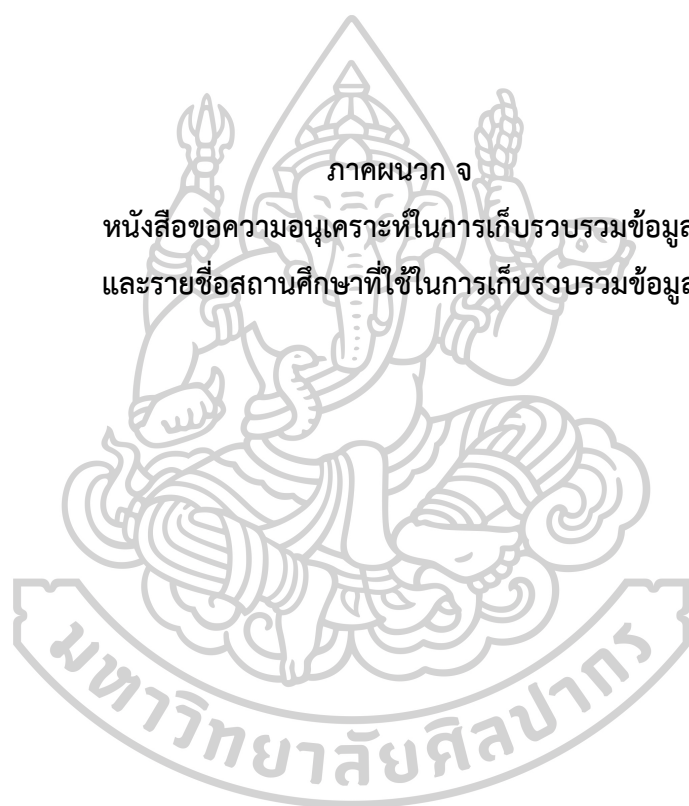 ภาคผนวก จ
หนังสือขอความอนุเคราะห์ในการเก็บรวบรวมข้อมูล
และรายชื่อสถานศึกษาที่ใช้ในการเก็บรวบรวมข้อมูล
มหาวิทยาลัยศิลปากร